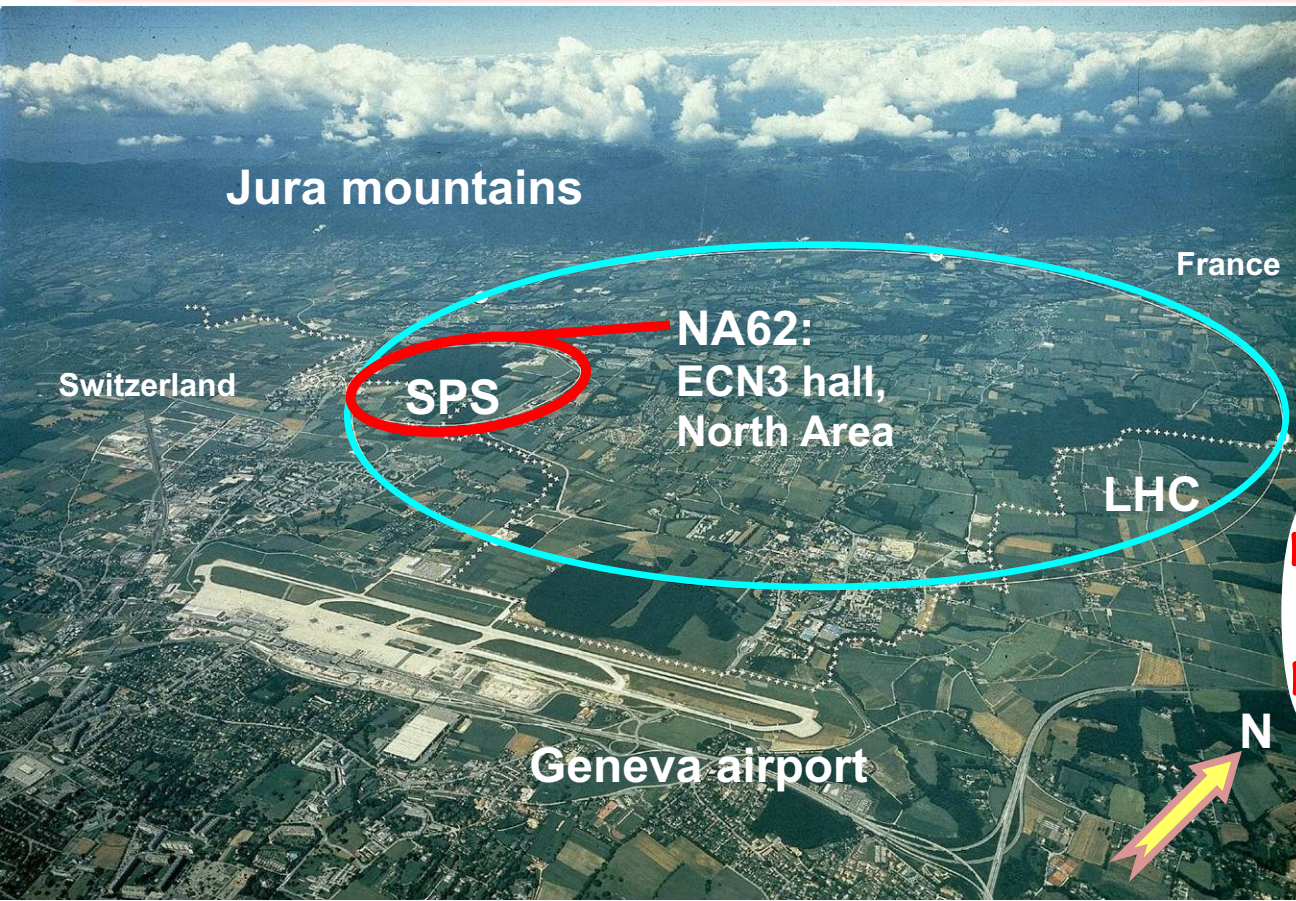 Jura mountains
France
NA62:
ECN3 hall,
North Area
Switzerland
SPS
LHC
N
Geneva airport